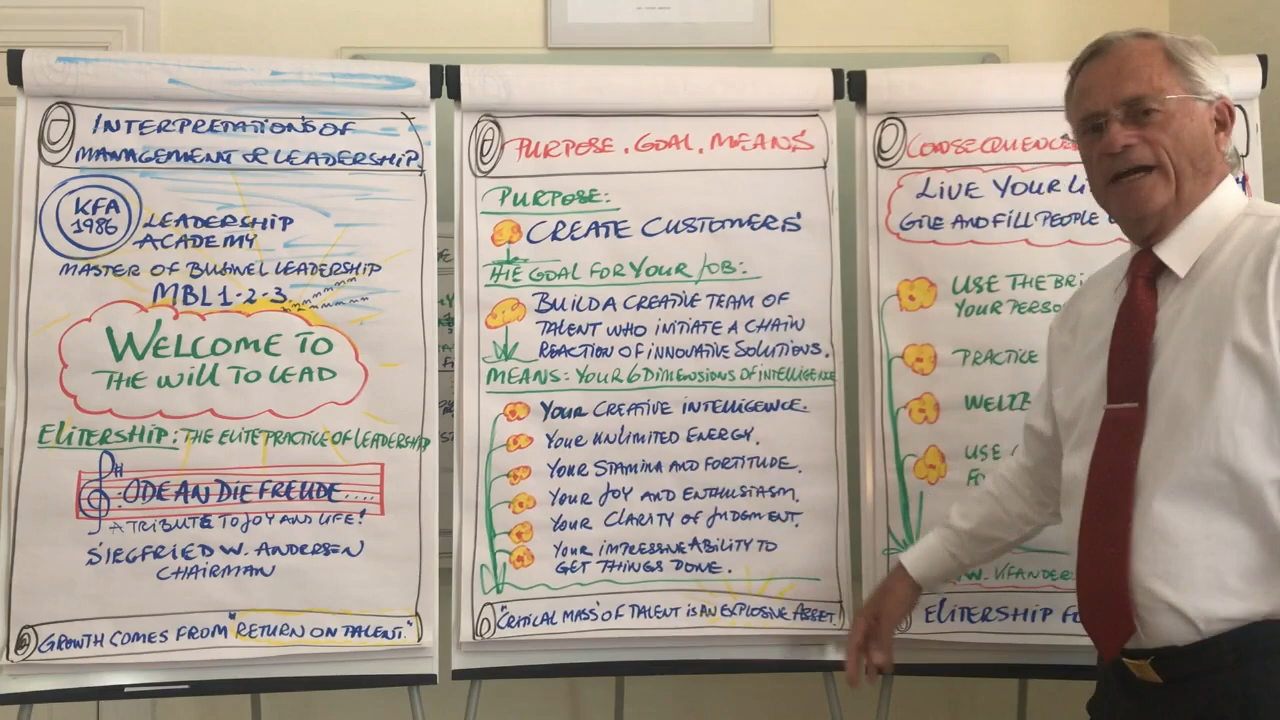 INTERPRETATIONS OF
MANAGEMENT & LEADERSHIP.
KFA
1986
LEADERSHIP
ACADEMY
MASTER OF BUSINEL LEADERSHIP
MBL 1-2-3
WELCOME TO
THE WILL TO LEAD
ELITERSHIP: THE ELITE PRACTICE OF LEADERSHIP
ODE AN DIE FREUDE....
A TRIBUTE TO JOY AND LIFE!
SIEGFRIED W. ANDERSEN
CHAIRMAN
GROWTH COMES FROM "RETURN ON TALENT."
PURPOSE. GOAL. MEANS
PURPOSE:
CREATE CUSTOMERS
THE GOAL FOR YOUR JOB:
BUILD A CREATIVE TEAM OF
TALENT WHO INITIATE A CHAIN
REACTION OF INNOVATIVE SOLUTIONS.
MEANS: YOUR 6 DIMENSIONS OF INTELLIGENCE
YOUR CREATIVE INTELLIGENCE.
YOUR UNLIMITED ENERGY.
YOUR STAMINA AND FORTITUDE.
YOUR JOY AND ENTHUSIASM.
YOUR CLARITY OF JUDGMENT.
YOUR IMPRESSIVE ABILITY TO
GET THINGS DONE.
"CRITICAL MASS" OF TALENT IS AN EXPLOSIVE ASSET.
LIVE YOUR
GIVE AND FILL PEOPLE
USE THE
YOUR
PRACTICE
USE
ELITERSHIP